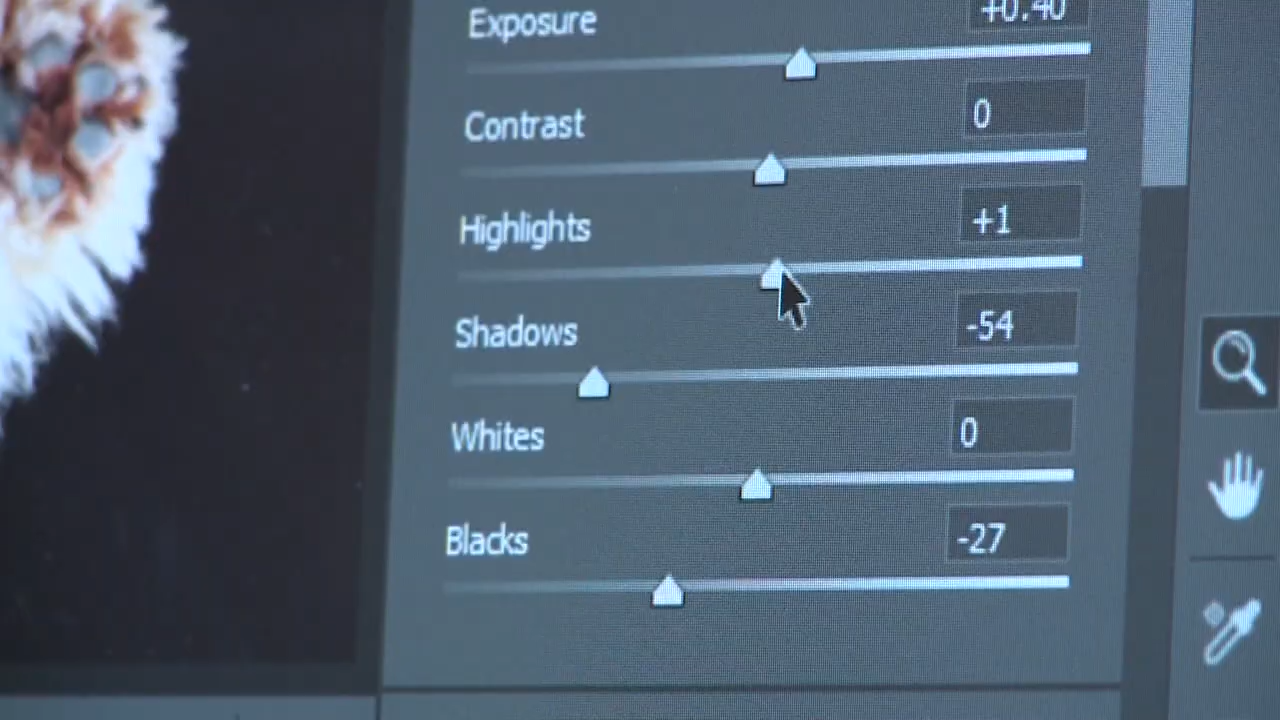 Exposure +0.40
Contrast 0
Highlights +1
Shadows -54
Whites 0
Blacks -27